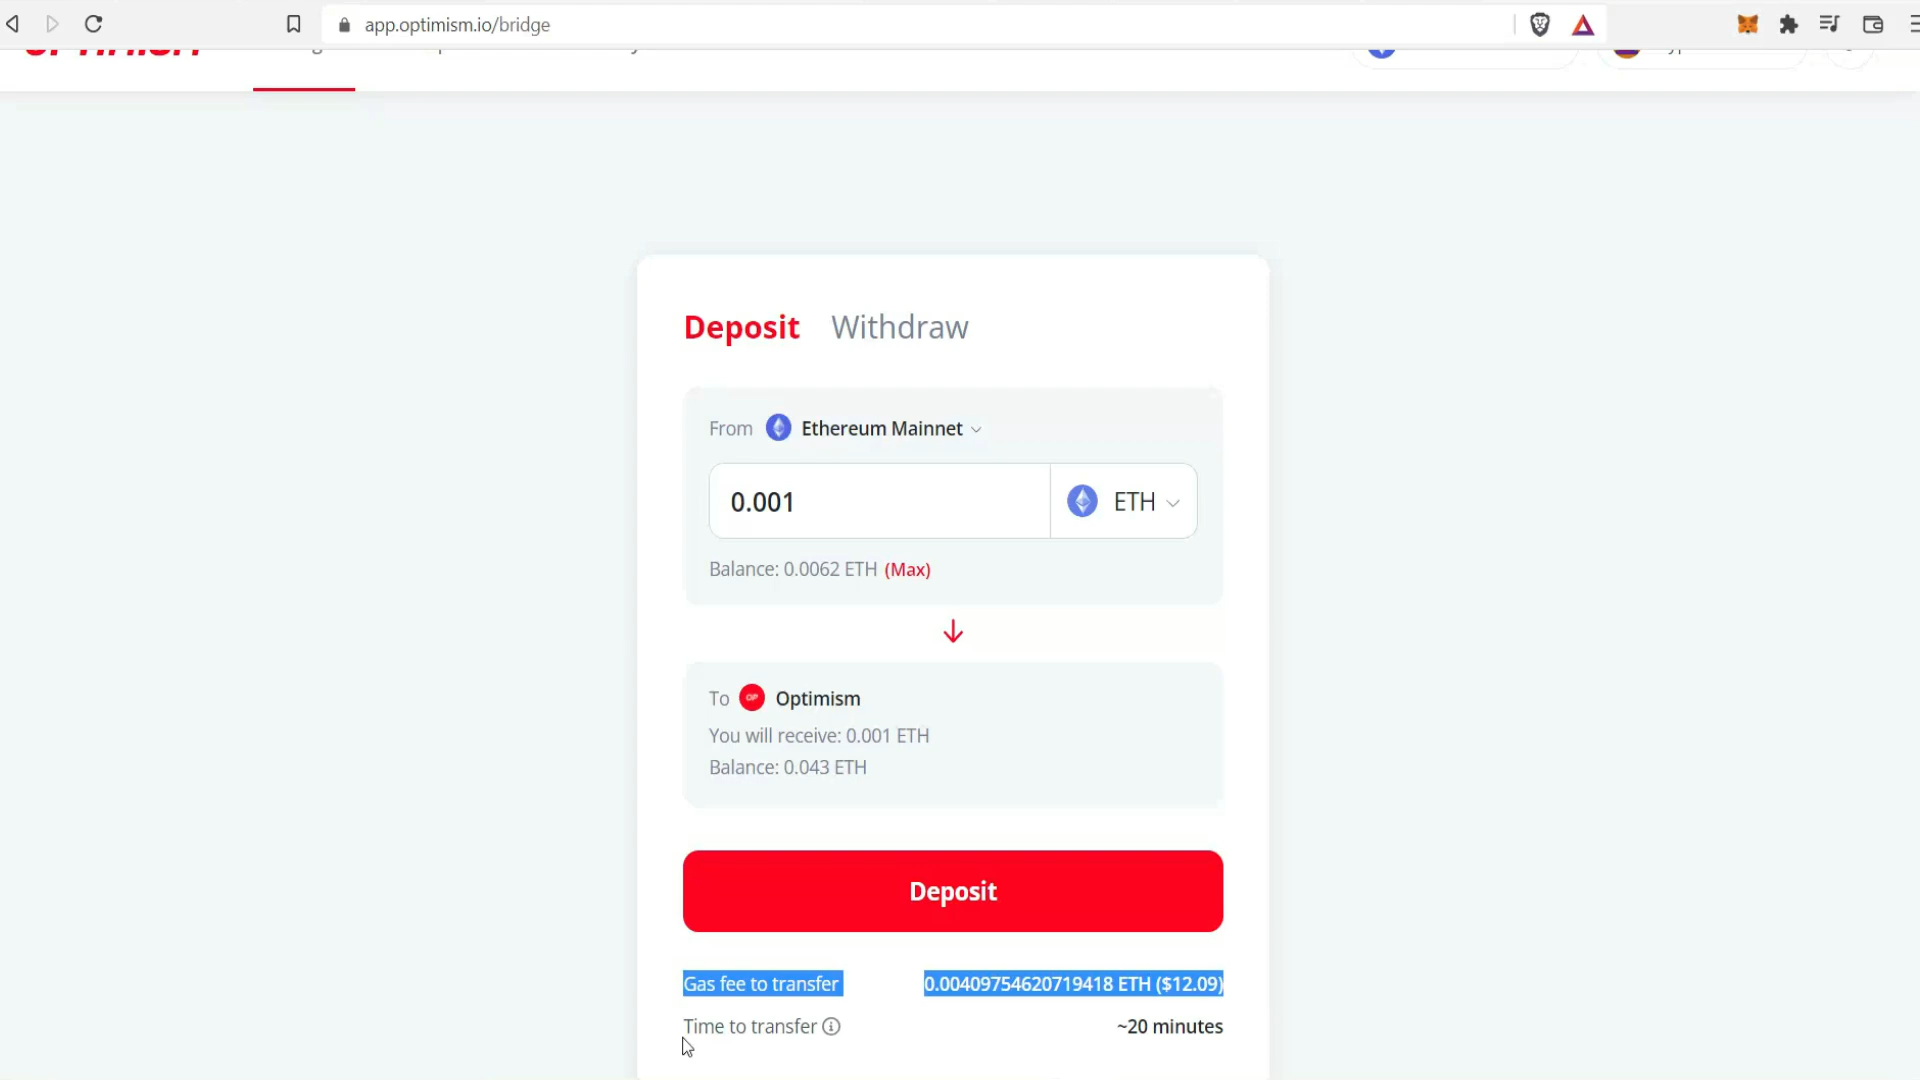 app.optimism.io/bridge
Deposit Withdraw
From Ethereum Mainnet
0.001 ETH
Balance: 0.0062 ETH (Max)
To OP Optimism
You will receive: 0.001 ETH
Balance: 0.043 ETH
Deposit
Gas fee to transfer 0.00409754620719418 ETH ($12.09)
Time to transfer ~20 minutes